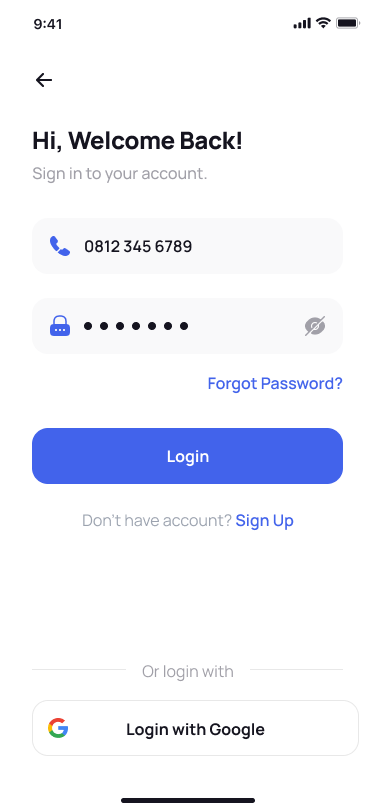 9:41
Hi, Welcome Back!
Sign in to your account.
0812 345 6789
Forgot Password?
Login
Don't have account? Sign Up
Or login with
Login with Google